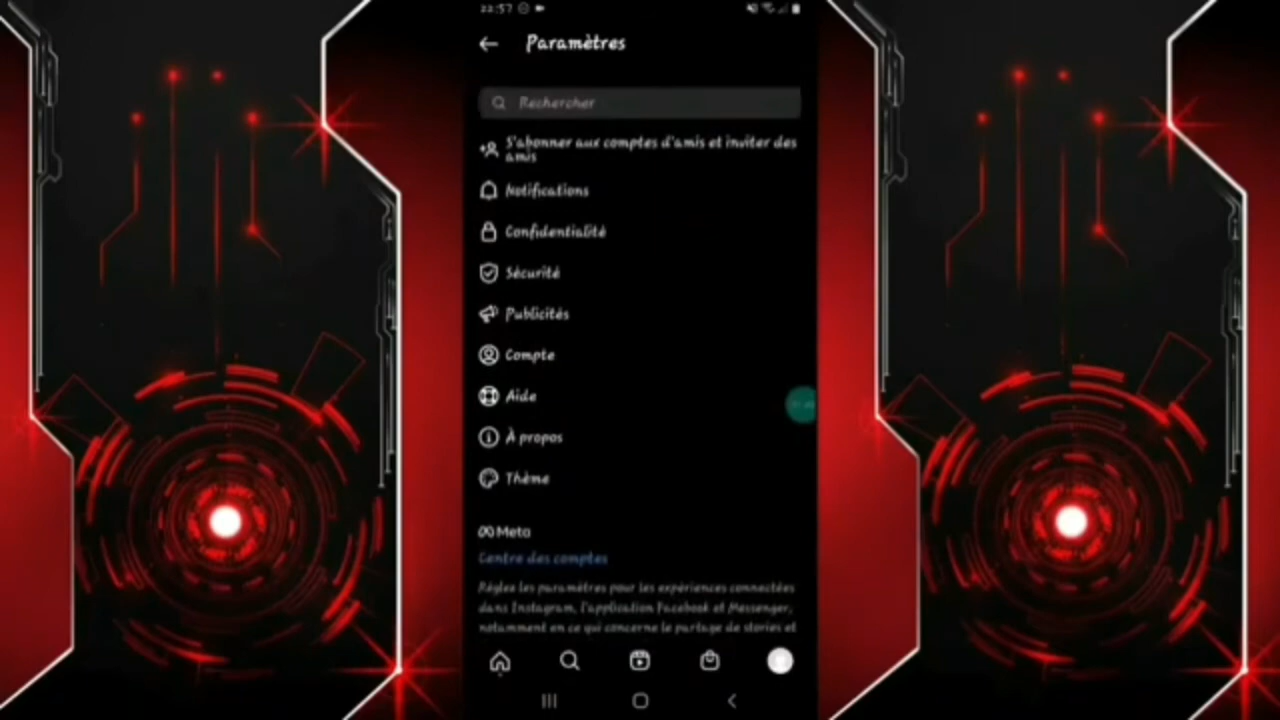 22:57
Paramètres
Rechercher
S'abonner aux comptes d'amis et inviter des
amis
Notifications
Confidentialité
Sécurité
Publicités
Compte
Aide
À propos
Thème
Meta
Centre des comptes
Réglez les paramètres pour les expériences connectées
dans Instagram, l'application Facebook et Messenger,
notamment en ce qui concerne le partage de stories et